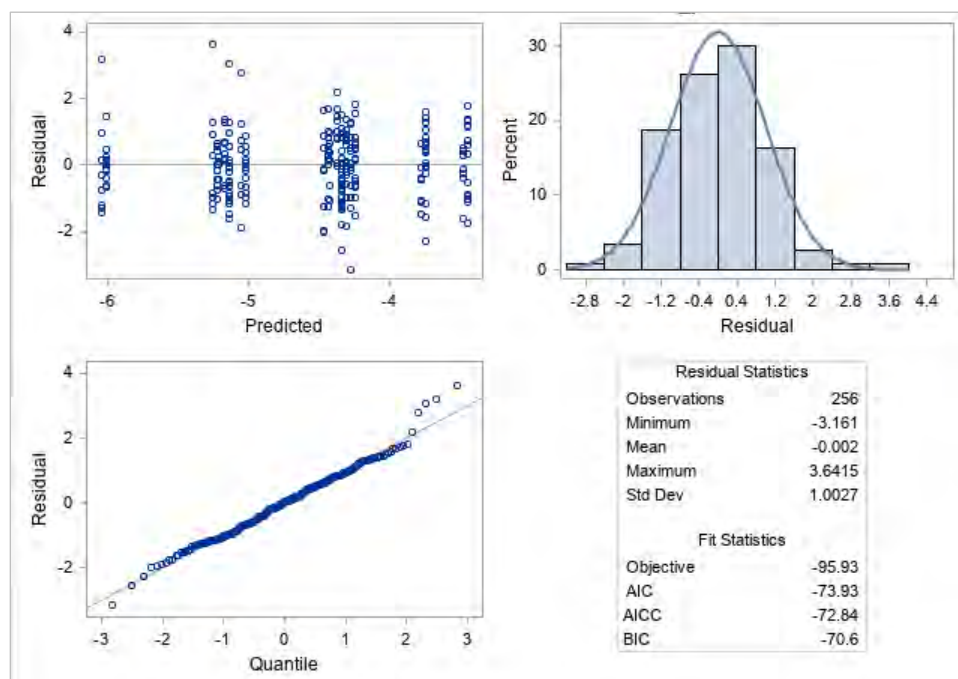 4
2
0
-2
Residual
-6
-5
-4
Predicted
30
20
10
0
Percent
-2.8
-2
-1.2
-0.4
0.4
1.2
2
2.8
3.6
4.4
Residual
4
2
0
-2
Residual
-3
-2
-1
0
1
2
3
Quantile
Residual Statistics
Observations 256
Minimum -3.161
Mean -0.002
Maximum 3.6415
Std Dev 1.0027
Fit Statistics
Objective -95.93
AIC -73.93
AICC -72.84
BIC -70.6